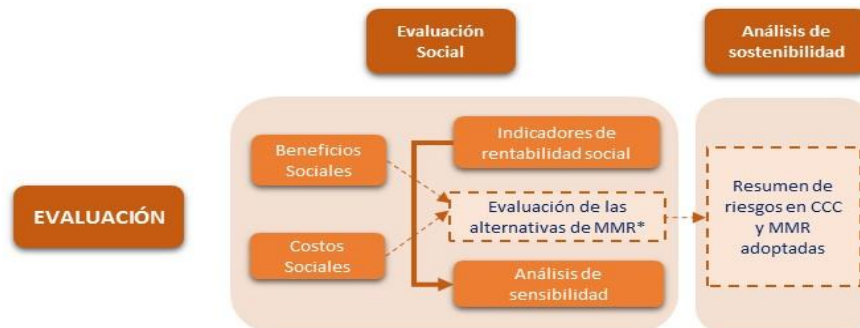 Evaluación
Social
Análisis de
sostenibilidad
EVALUACIÓN
Beneficios
Sociales
Costos
Sociales
Indicadores de
rentabilidad social
Evaluación de las
alternativas de MMR*
Análisis de
sensibilidad
Resumen de
riesgos en CCC
y MMR
adoptadas